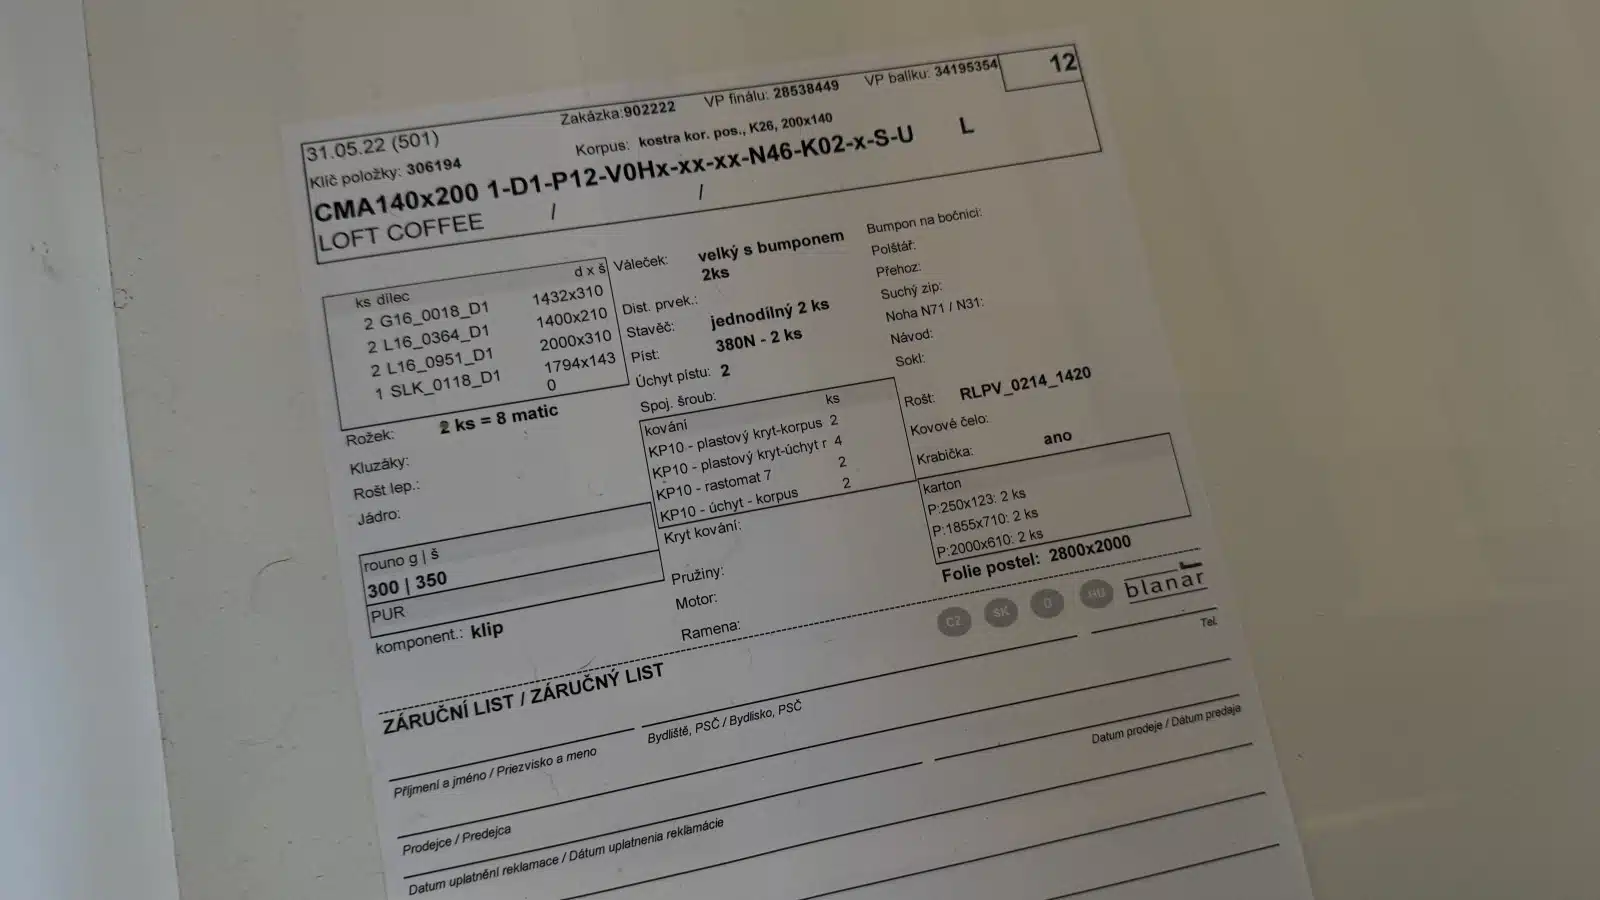 12
Zakázka:902222 VP finálu: 28538449 VP balíku: 34195354
31.05.22 (501)
Korpus: kostra kor. pos., K26, 200x140
Klíč položky: 306194
CMA140x200 1-D1-P12-V0Hx-xx-xx-N46-K02-x-S-U L
LOFT COFFEE / /
ks dílec d x š
2 G16_0018_D1 1432x310
2 L16_0364_D1 1400x210
2 L16_0951_D1 2000x310
1 SLK_0118_D1 1794x143
0
Rožek: 2 ks = 8 matic
Kluzáky:
Rošt lep.:
Jádro:
rouno g | š
300 | 350
PUR
komponent.: klip
Váleček: velký s bumponem
2ks
Dist. prvek.:
Stavěč: jednodílný 2 ks
Píst: 380N - 2 ks
Úchyt pístu: 2
Spoj. šroub:
kování ks
KP10 - plastový kryt-korpus 2
KP10 - plastový kryt-úchyt r 4
KP10 - rastomat 7 2
KP10 - úchyt - korpus 2
Kryt kování:
Pružiny:
Motor:
Ramena:
Bumpon na bočnici:
Polštář:
Přehoz:
Suchý zip:
Noha N71 / N31:
Návod:
Sokl:
Rošt: RLPV_0214_1420
Kovové čelo:
Krabička: ano
karton
P:250x123: 2 ks
P:1855x710: 2 ks
P:2000x610: 2 ks
Folie postel: 2800x2000
CZ SK D HU blanář
ZÁRUČNÍ LIST / ZÁRUČNÝ LIST
Tel.
Příjmení a jméno / Priezvisko a meno
Bydliště, PSČ / Bydlisko, PSČ
Prodejce / Predejca
Datum prodeje / Dátum predaje
Datum uplatnění reklamace / Dátum uplatnenia reklamácie